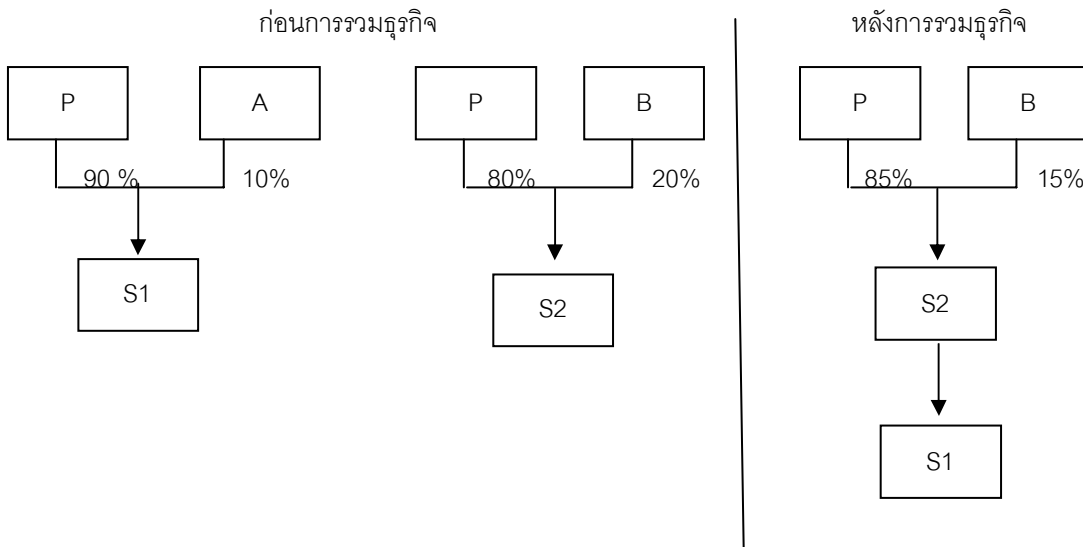 ก่อนการรวมธุรกิจ
หลังการรวมธุรกิจ
P A P B P B
90 % 10% 80% 20% 85% 15%
S1 S2 S2
S1